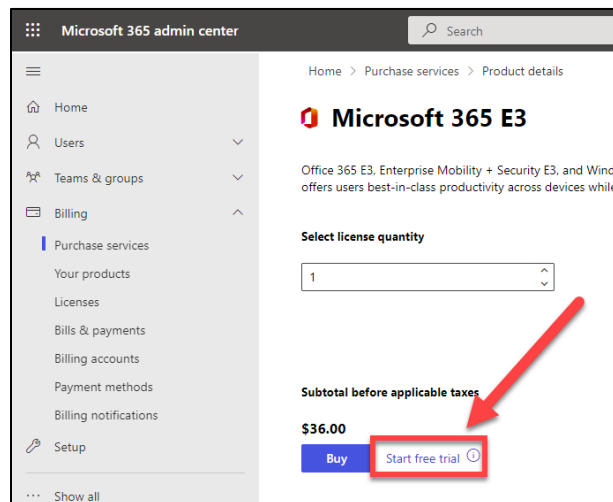 Microsoft 365 admin center
Search
Home > Purchase services > Product details
Home
Users
Teams & groups
Billing
Purchase services
Your products
Licenses
Bills & payments
Billing accounts
Payment methods
Billing notifications
Setup
... Show all
Microsoft 365 E3
Office 365 E3, Enterprise Mobility + Security E3, and
offers users best-in-class productivity across devices
Select license quantity
1
Subtotal before applicable taxes
$36.00
Buy
Start free trial